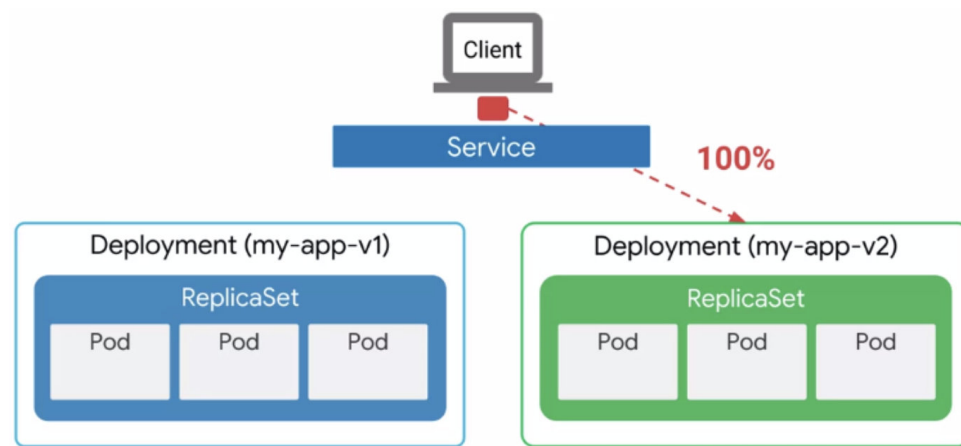 Client
Service
100%
Deployment (my-app-v1)
ReplicaSet
Pod
Pod
Pod
Deployment (my-app-v2)
ReplicaSet
Pod
Pod
Pod